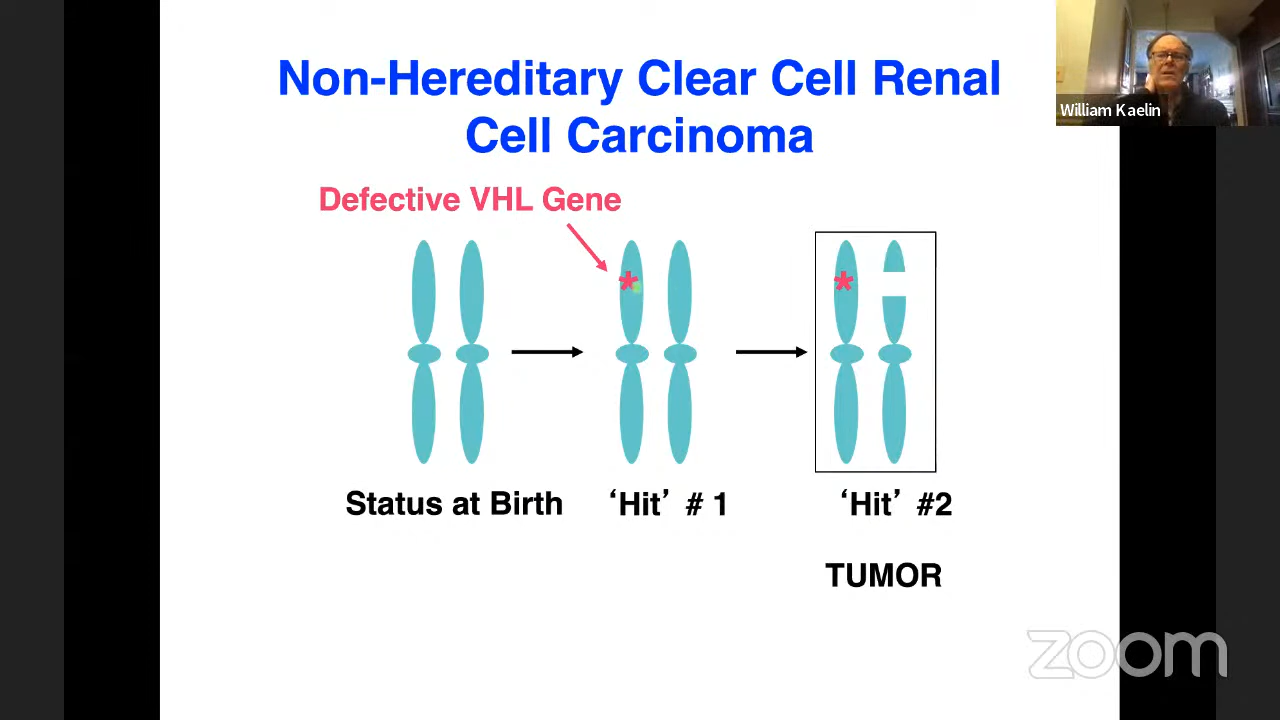 Non-Hereditary Clear Cell Renal
Cell Carcinoma
William Kaelin
Defective VHL Gene
*
*
Status at Birth
‘Hit’ # 1
‘Hit’ #2
TUMOR
zoom